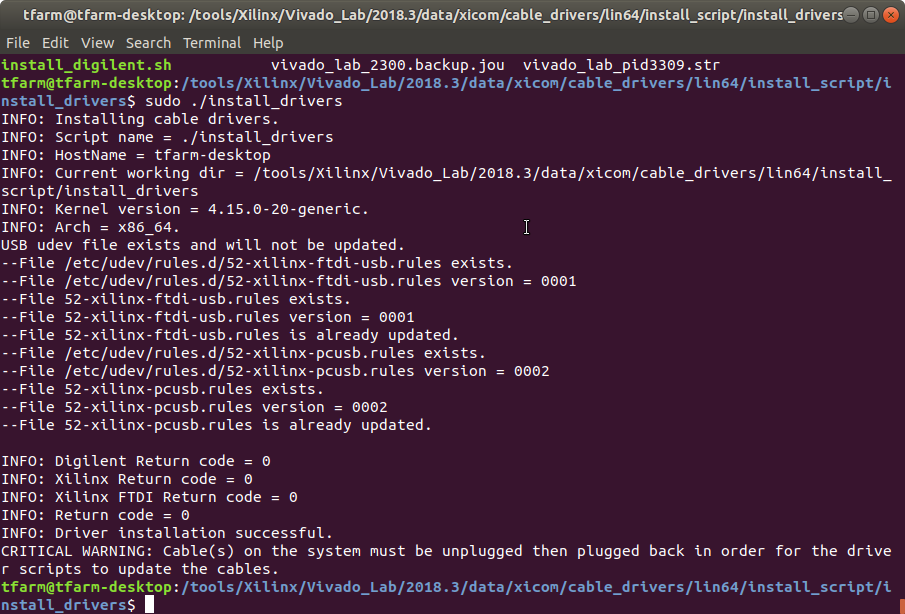 tfarm@tfarm-desktop: /tools/Xilinx/Vivado_Lab/2018.3/data/xicom/cable_drivers/lin64/install_script/install_drivers
File Edit View Search Terminal Help
install_digilent.sh vivado_lab_2300.backup.jou vivado_lab_pid3309.str
tfarm@tfarm-desktop:/tools/Xilinx/Vivado_Lab/2018.3/data/xicom/cable_drivers/lin64/install_script/i
nstall_drivers$ sudo ./install_drivers
INFO: Installing cable drivers.
INFO: Script name = ./install_drivers
INFO: HostName = tfarm-desktop
INFO: Current working dir = /tools/Xilinx/Vivado_Lab/2018.3/data/xicom/cable_drivers/lin64/install_
script/install_drivers
INFO: Kernel version = 4.15.0-20-generic.
INFO: Arch = x86_64.
USB udev file exists and will not be updated.
--File /etc/udev/rules.d/52-xilinx-ftdi-usb.rules exists.
--File /etc/udev/rules.d/52-xilinx-ftdi-usb.rules version = 0001
--File 52-xilinx-ftdi-usb.rules exists.
--File 52-xilinx-ftdi-usb.rules version = 0001
--File 52-xilinx-ftdi-usb.rules is already updated.
--File /etc/udev/rules.d/52-xilinx-pcusb.rules exists.
--File /etc/udev/rules.d/52-xilinx-pcusb.rules version = 0002
--File 52-xilinx-pcusb.rules exists.
--File 52-xilinx-pcusb.rules version = 0002
--File 52-xilinx-pcusb.rules is already updated.
INFO: Digilent Return code = 0
INFO: Xilinx Return code = 0
INFO: Xilinx FTDI Return code = 0
INFO: Return code = 0
INFO: Driver installation successful.
CRITICAL WARNING: Cable(s) on the system must be unplugged then plugged back in order for the drive
r scripts to update the cables.
tfarm@tfarm-desktop:/tools/Xilinx/Vivado_Lab/2018.3/data/xicom/cable_drivers/lin64/install_script/i
nstall_drivers$